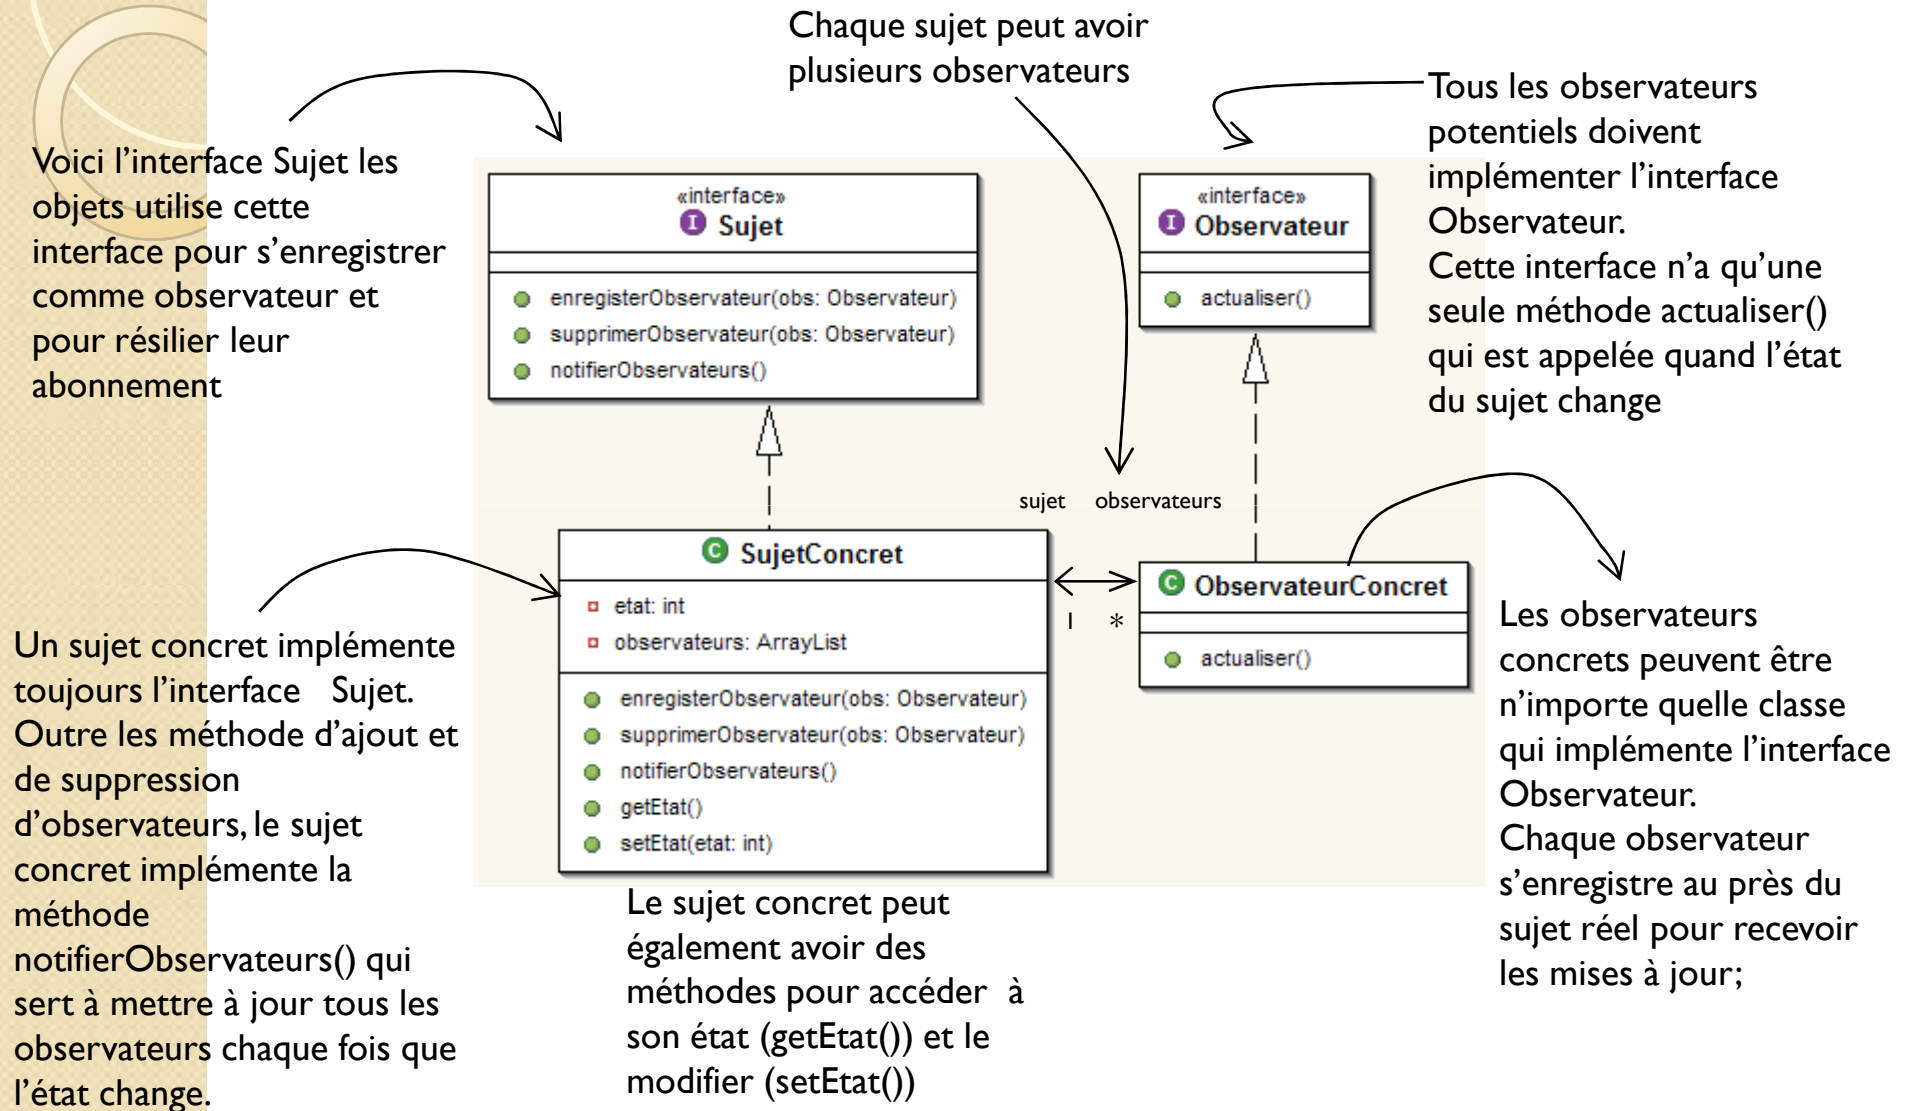 Chaque sujet peut avoir
plusieurs observateurs
Voici l’interface Sujet les
objets utilise cette
interface pour s’enregistrer
comme observateur et
pour résilier leur
abonnement
«interface»
I Sujet
enregisterObservateur(obs: Observateur)
supprimerObservateur(obs: Observateur)
notifierObservateurs()
«interface»
I Observateur
actualiser()
Tous les observateurs
potentiels doivent
implémenter l’interface
Observateur.
Cette interface n’a qu’une
seule méthode actualiser()
qui est appelée quand l’état
du sujet change
sujet observateurs
1 *
C SujetConcret
etat: int
observateurs: ArrayList
enregisterObservateur(obs: Observateur)
supprimerObservateur(obs: Observateur)
notifierObservateurs()
getEtat()
setEtat(etat: int)
C ObservateurConcret
actualiser()
Un sujet concret implémente
toujours l’interface Sujet.
Outre les méthode d’ajout et
de suppression
d’observateurs, le sujet
concret implémente la
méthode
notifierObservateurs() qui
sert à mettre à jour tous les
observateurs chaque fois que
l’état change.
Le sujet concret peut
également avoir des
méthodes pour accéder à
son état (getEtat()) et le
modifier (setEtat())
Les observateurs
concrets peuvent être
n’importe quelle classe
qui implémente l’interface
Observateur.
Chaque observateur
s’enregistre au près du
sujet réel pour recevoir
les mises à jour;